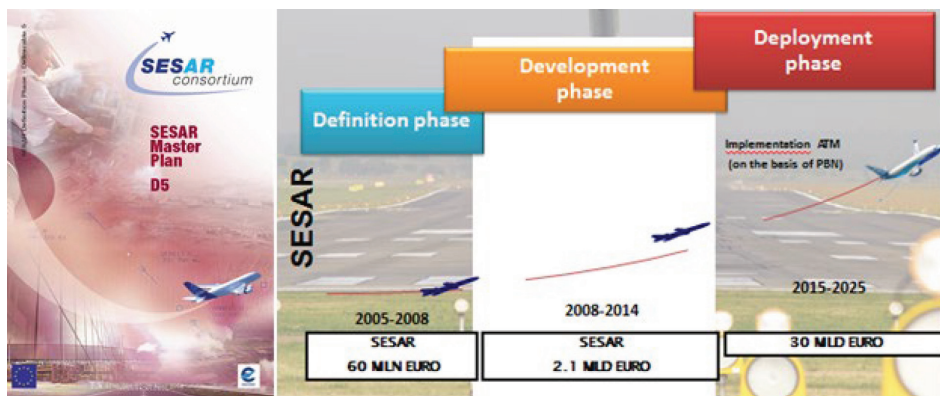 SESAR
consortium
SESAR
Master
Plan
D5
SESAR
Definition phase
Development
phase
Deployment
phase
Implementation ATM
(on the basis of PBN)
2005-2008
2008-2014
2015-2025
SESAR
60 MLN EURO
SESAR
2.1 MLD EURO
30 MLD EURO